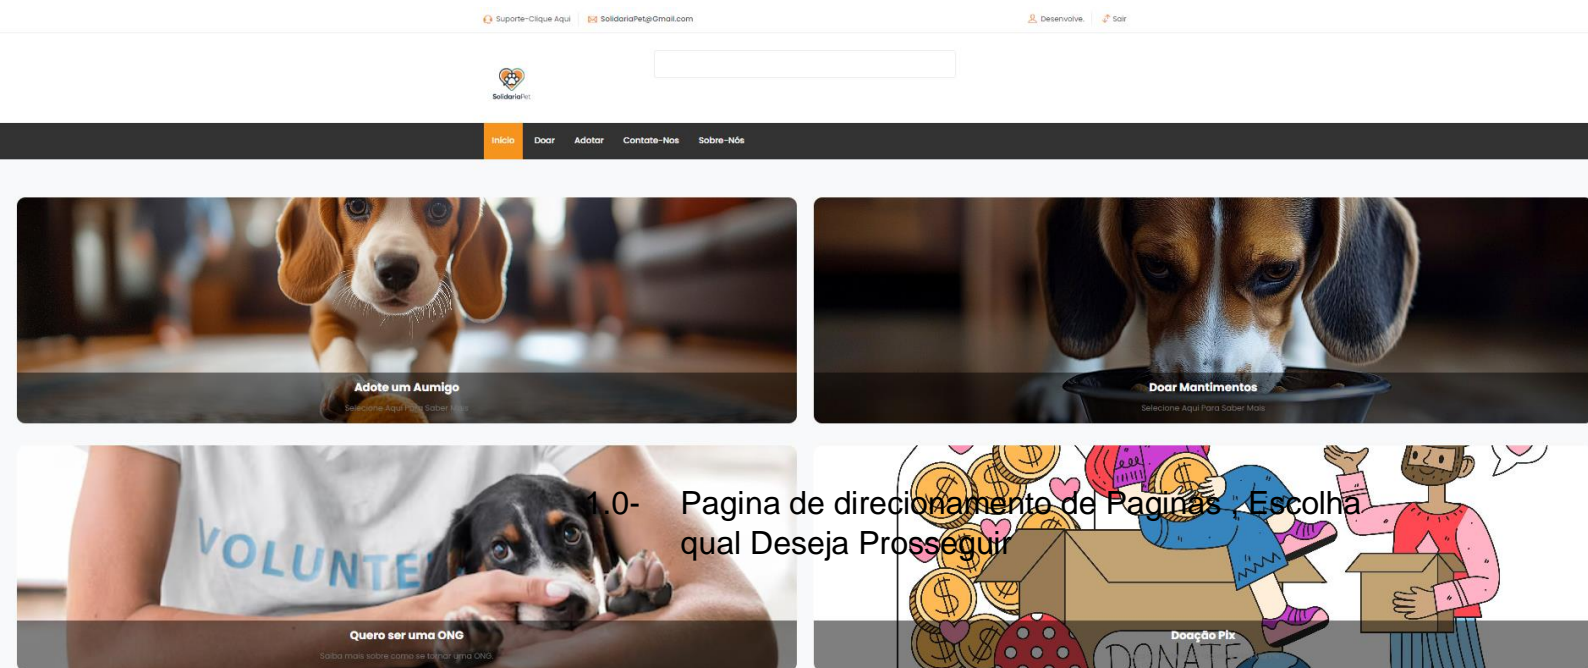 Suporte-Clique Aqui SolidariaPet@Gmail.com Desenvolve. Sair
SolidariaPet
Início Doar Adotar Contate-Nos Sobre-Nós
Adote um Aumigo
Selecione Aqui Para Saber Mais
Doar Mantimentos
Selecione Aqui Para Saber Mais
VOLUNTE
1.0- Pagina de direcionamento de Paginas , Escolha
qual Deseja Prosseguir
Quero ser uma ONG
Saiba mais sobre como se tornar uma ONG.
Doação Pix
DONATE